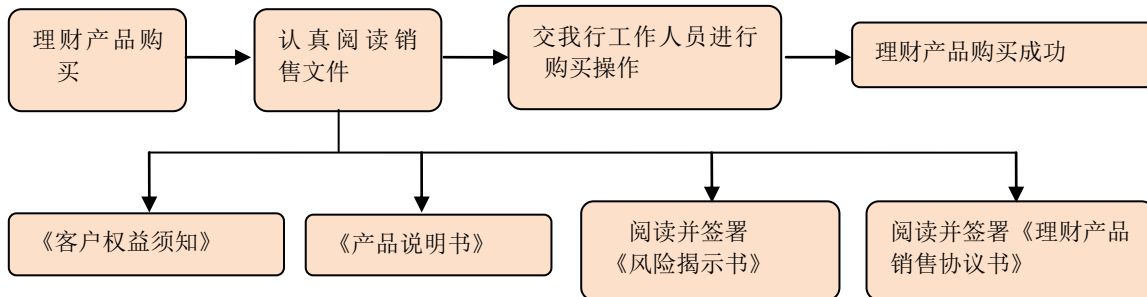 理财产品购
买
认真阅读销
售文件
交我行工作人员进行
购买操作
理财产品购买成功
《客户权益须知》
《产品说明书》
阅读并签署
《风险揭示书》
阅读并签署《理财产品
销售协议书》